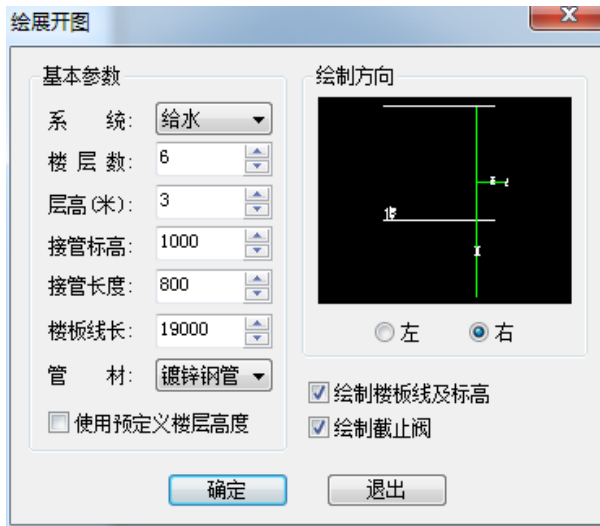 绘展开图
基本参数
系 统: 给水
楼 层 数: 6
层高(米): 3
接管标高: 1000
接管长度: 800
楼板线长: 19000
管 材: 镀锌钢管
使用预定义楼层高度
绘制方向
左 右
绘制楼板线及标高
绘制截止阀
确定 退出